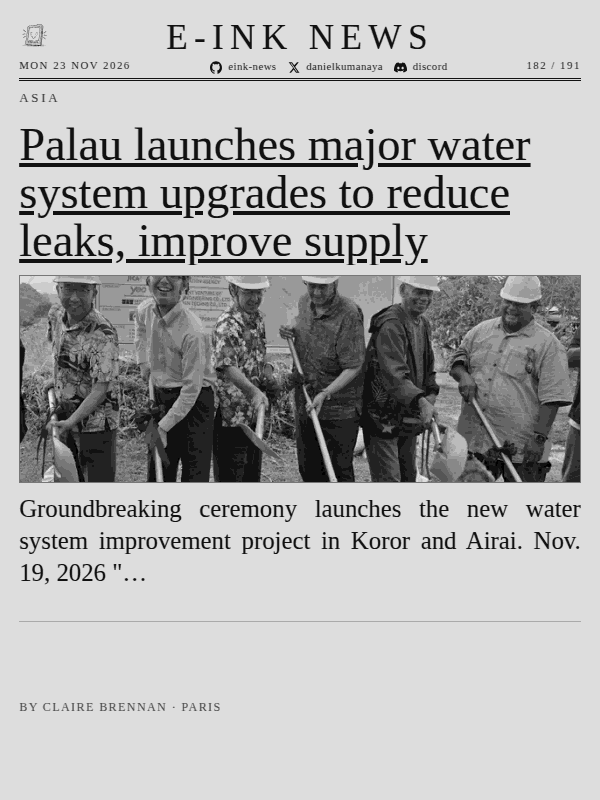 E-INK NEWS
MON 23 NOV 2026
eink-news danielkumanaya discord
182 / 191
ASIA
Palau launches major water
system upgrades to reduce
leaks, improve supply
Groundbreaking ceremony launches the new water
system improvement project in Koror and Airai. Nov.
19, 2026 "…
BY CLAIRE BRENNAN · PARIS